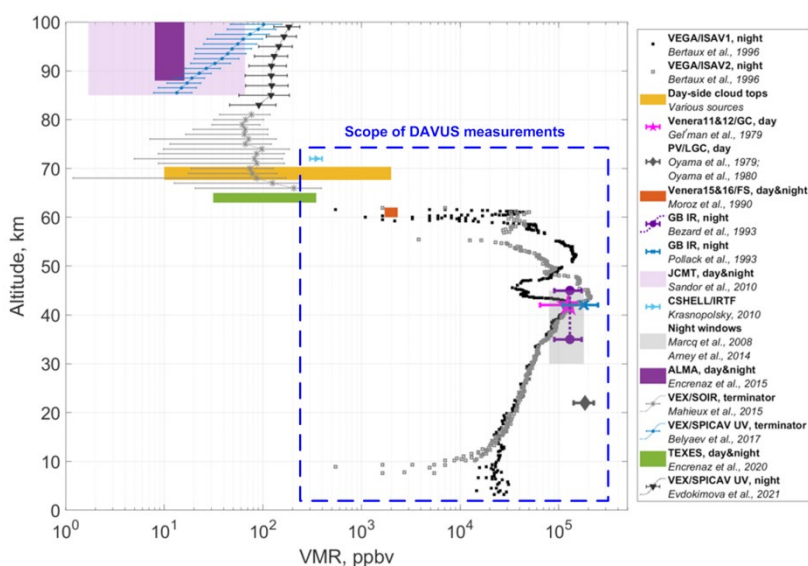 100
90
80
70
60
50
40
30
20
10
0
Altitude, km
10^0
10^1
10^2
10^3
10^4
10^5
VMR, ppbv
Scope of DAVUS measurements
VEGA/ISAV1, night
Bertaux et al., 1996
VEGA/ISAV2, night
Bertaux et al., 1996
Day-side cloud tops
Various sources
Venera11&12/GC, day
Gel'man et al., 1979
PV/LGC, day
Oyama et al., 1979;
Oyama et al., 1980
Venera15&16/FS, day&night
Moroz et al., 1990
GB IR, night
Bezard et al., 1993
GB IR, night
Pollack et al., 1993
JCMT, day&night
Sandor et al., 2010
CSHELL/IRTF
Krasnopolsky, 2010
Night windows
Marcq et al., 2008
Arney et al., 2014
ALMA, day&night
Encrenaz et al., 2015
VEX/SOIR, terminator
Mahieux et al., 2015
VEX/SPICAV UV, terminator
Belyaev et al., 2017
TEXES, day&night
Encrenaz et al., 2020
VEX/SPICAV UV, night
Evdokimova et al., 2021